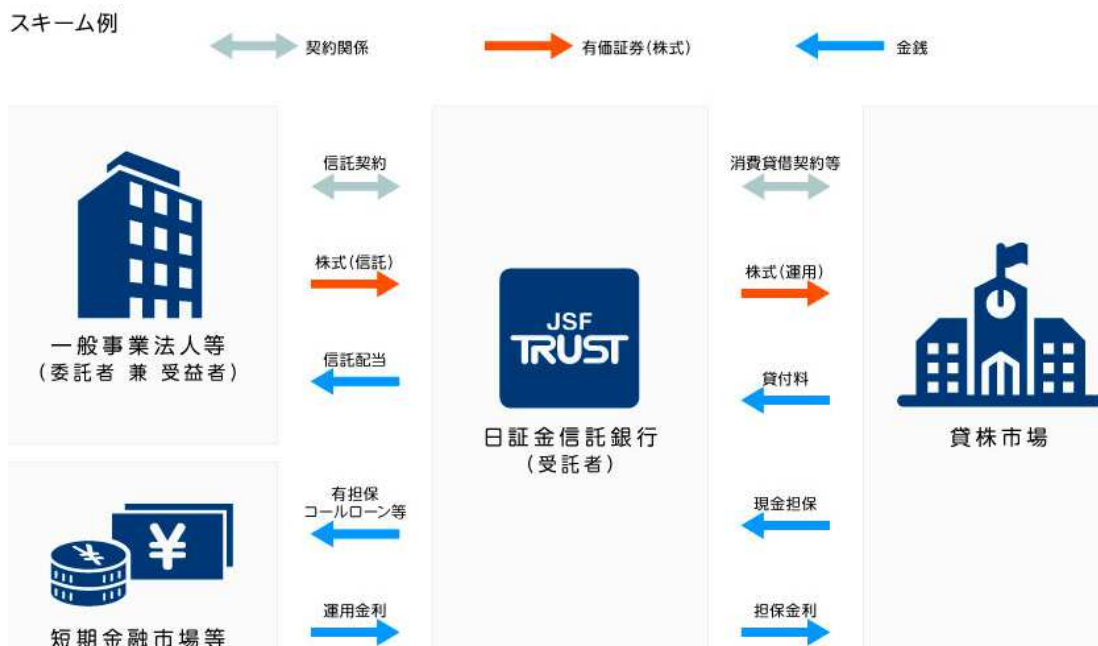 スキーム例
契約関係
有価証券(株式)
金銭
信託契約
株式(信託)
信託配当
一般事業法人等
(委託者 兼 受益者)
有担保
コールローン等
運用金利
¥
¥
短期金融市場等
JSF
TRUST
日証金信託銀行
(受託者)
消費貸借契約等
株式(運用)
貸付料
現金担保
担保金利
貸株市場